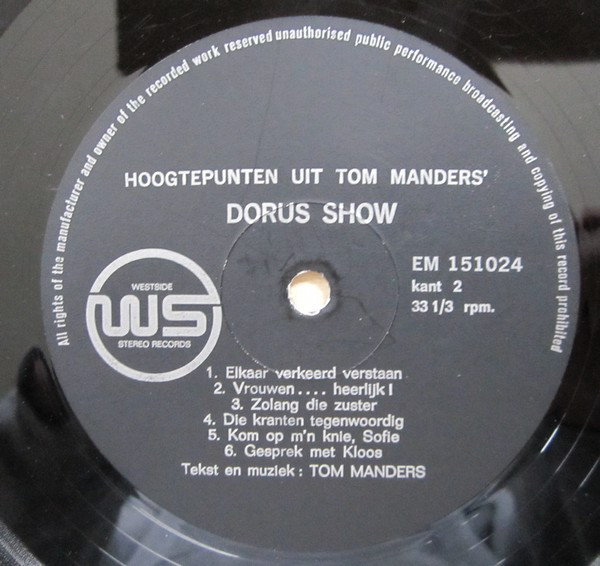 All rights of the manufacturer and owner of the recorded work reserved unauthorised public performance broadcasting and copying of this record prohibited
HOOGTEPUNTEN UIT TOM MANDERS'
DORUS SHOW
EM 151024
kant 2
33 1/3 rpm.
WESTSIDE
WS
STEREO RECORDS
1. Elkaar verkeerd verstaan
2. Vrouwen.... heerlijk!
3. Zolang die zuster
4. Die kranten tegenwoordig
5. Kom op m'n knie, Sofie
6. Gesprek met Kloos
Tekst en muziek: TOM MANDERS